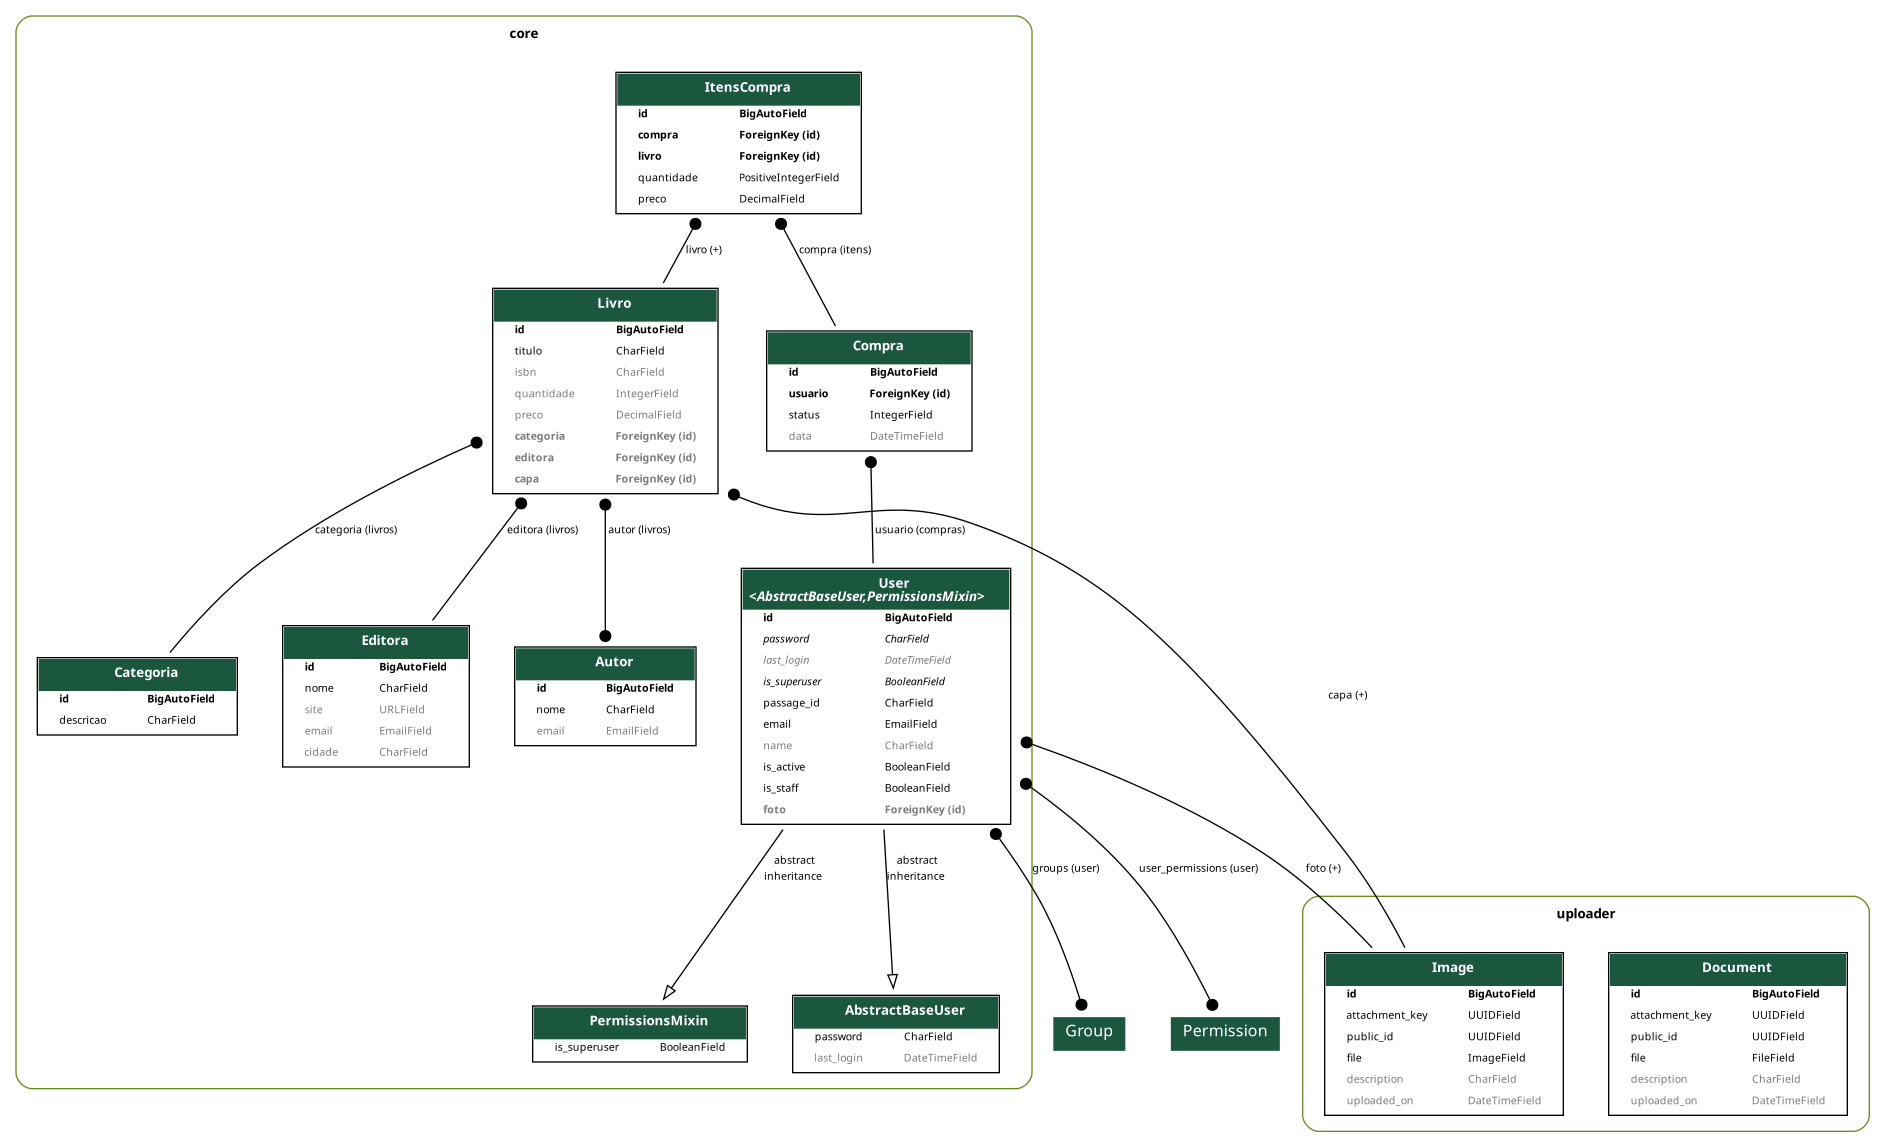 core
ItensCompra
id BigAutoField
compra ForeignKey (id)
livro ForeignKey (id)
quantidade PositiveIntegerField
preco DecimalField
livro (+)
compra (itens)
Livro
id BigAutoField
titulo CharField
isbn CharField
quantidade IntegerField
preco DecimalField
categoria ForeignKey (id)
editora ForeignKey (id)
capa ForeignKey (id)
Compra
id BigAutoField
usuario ForeignKey (id)
status IntegerField
data DateTimeField
categoria (livros)
editora (livros)
autor (livros)
usuario (compras)
capa (+)
Categoria
id BigAutoField
descricao CharField
Editora
id BigAutoField
nome CharField
site URLField
email EmailField
cidade CharField
Autor
id BigAutoField
nome CharField
email EmailField
User
<AbstractBaseUser,PermissionsMixin>
id BigAutoField
password CharField
last_login DateTimeField
is_superuser BooleanField
passage_id CharField
email EmailField
name CharField
is_active BooleanField
is_staff BooleanField
foto ForeignKey (id)
abstract
inheritance
abstract
inheritance
groups (user)
user_permissions (user)
foto (+)
PermissionsMixin
is_superuser BooleanField
AbstractBaseUser
password CharField
last_login DateTimeField
Group
Permission
uploader
Image
id BigAutoField
attachment_key UUIDField
public_id UUIDField
file ImageField
description CharField
uploaded_on DateTimeField
Document
id BigAutoField
attachment_key UUIDField
public_id UUIDField
file FileField
description CharField
uploaded_on DateTimeField